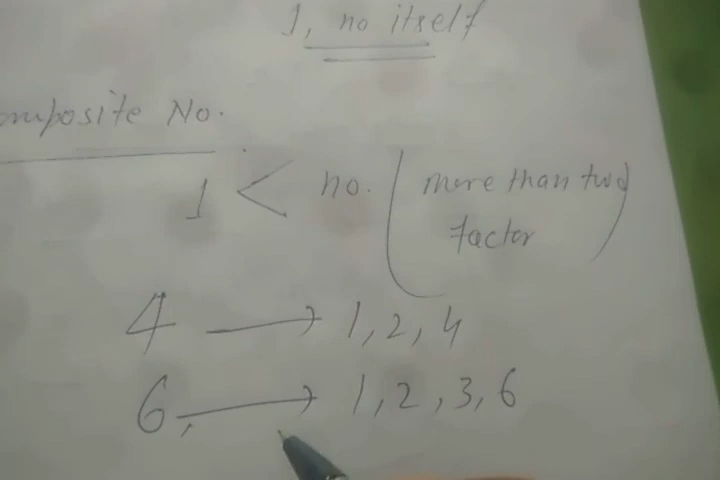 1, no itself
omposite No.
1 < no. (more than two
factor)
4 → 1, 2, 4
6, → 1, 2, 3, 6